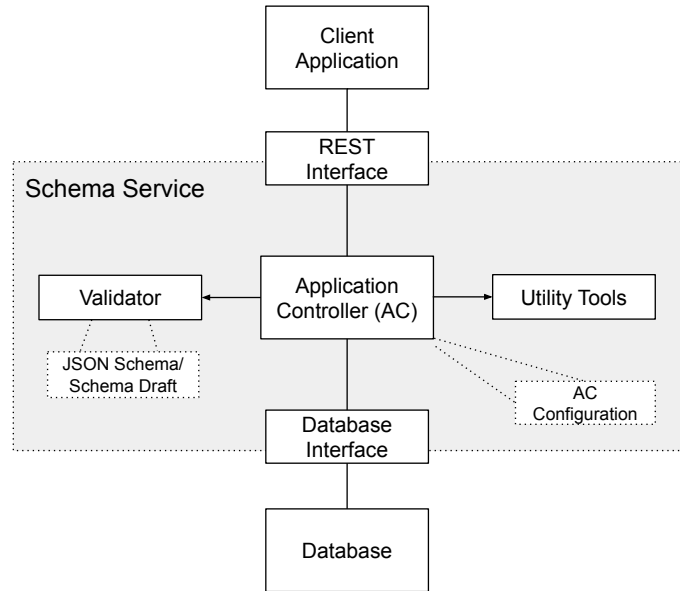 Client
Application
REST
Interface
Schema Service
Validator
Application
Controller (AC)
Utility Tools
JSON Schema/
Schema Draft
AC
Configuration
Database
Interface
Database